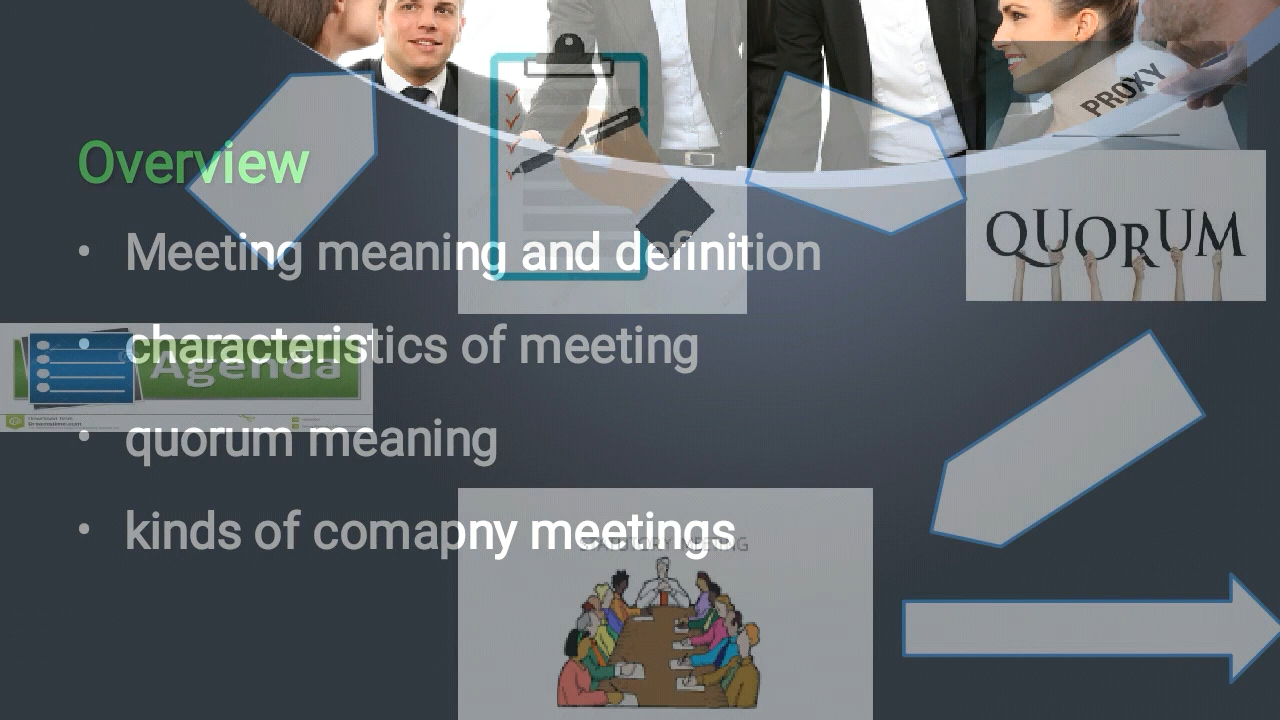 PROXY
Overview
QUORUM
• Meeting meaning and definition
• characteristics of meeting
Agenda
• quorum meaning
• kinds of comapny meetings